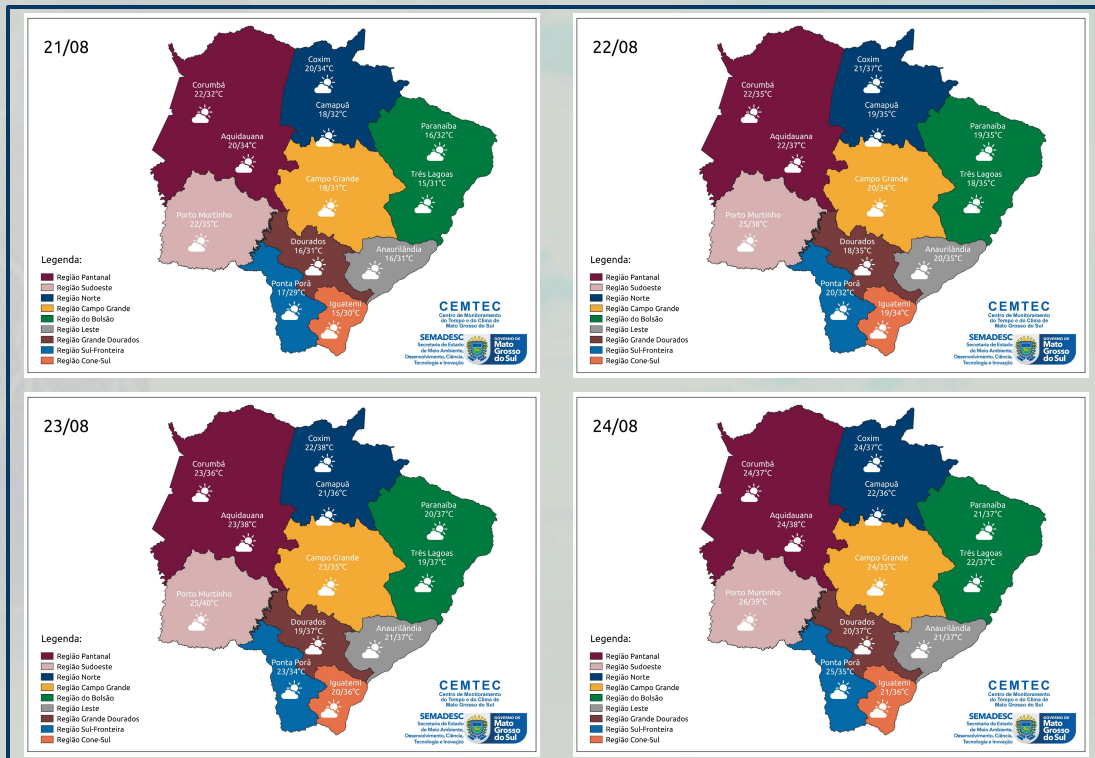 21/08
Coxim
20/34°C
Corumbá
22/32°C
Camapuã
18/32°C
Paranaíba
16/32°C
Aquidauana
20/34°C
Campo Grande
18/31°C
Três Lagoas
15/31°C
Porto Murtinho
22/35°C
Dourados
16/31°C
Anaurilândia
16/31°C
Ponta Porã
17/29°C
Iguatemi
15/30°C
Legenda:
Região Pantanal
Região Sudoeste
Região Norte
Região Campo Grande
Região do Bolsão
Região Leste
Região Grande Dourados
Região Sul-Fronteira
Região Cone-Sul
CEMTEC
Centro de Monitoramento
do Tempo e do Clima de
Mato Grosso do Sul
SEMADESC
Secretaria de Estado
de Meio Ambiente,
Desenvolvimento, Ciência,
Tecnologia e Inovação
GOVERNO DE
Mato
Grosso
do Sul
22/08
Coxim
21/37°C
Corumbá
22/35°C
Camapuã
19/35°C
Paranaíba
19/35°C
Aquidauana
22/37°C
Campo Grande
20/34°C
Três Lagoas
18/35°C
Porto Murtinho
25/38°C
Dourados
18/35°C
Anaurilândia
20/35°C
Ponta Porã
20/32°C
Iguatemi
19/34°C
Legenda:
Região Pantanal
Região Sudoeste
Região Norte
Região Campo Grande
Região do Bolsão
Região Leste
Região Grande Dourados
Região Sul-Fronteira
Região Cone-Sul
CEMTEC
Centro de Monitoramento
do Tempo e do Clima de
Mato Grosso do Sul
SEMADESC
Secretaria de Estado
de Meio Ambiente,
Desenvolvimento, Ciência,
Tecnologia e Inovação
GOVERNO DE
Mato
Grosso
do Sul
23/08
Coxim
22/38°C
Corumbá
23/36°C
Camapuã
21/36°C
Paranaíba
20/37°C
Aquidauana
23/38°C
Campo Grande
23/35°C
Três Lagoas
19/37°C
Porto Murtinho
25/40°C
Dourados
19/37°C
Anaurilândia
21/37°C
Ponta Porã
23/34°C
Iguatemi
20/36°C
Legenda:
Região Pantanal
Região Sudoeste
Região Norte
Região Campo Grande
Região do Bolsão
Região Leste
Região Grande Dourados
Região Sul-Fronteira
Região Cone-Sul
CEMTEC
Centro de Monitoramento
do Tempo e do Clima de
Mato Grosso do Sul
SEMADESC
Secretaria de Estado
de Meio Ambiente,
Desenvolvimento, Ciência,
Tecnologia e Inovação
GOVERNO DE
Mato
Grosso
do Sul
24/08
Coxim
24/37°C
Corumbá
24/37°C
Camapuã
22/36°C
Paranaíba
21/37°C
Aquidauana
24/38°C
Campo Grande
24/35°C
Três Lagoas
22/37°C
Porto Murtinho
26/39°C
Dourados
20/37°C
Anaurilândia
21/37°C
Ponta Porã
25/35°C
Iguatemi
21/36°C
Legenda:
Região Pantanal
Região Sudoeste
Região Norte
Região Campo Grande
Região do Bolsão
Região Leste
Região Grande Dourados
Região Sul-Fronteira
Região Cone-Sul
CEMTEC
Centro de Monitoramento
do Tempo e do Clima de
Mato Grosso do Sul
SEMADESC
Secretaria de Estado
de Meio Ambiente,
Desenvolvimento, Ciência,
Tecnologia e Inovação
GOVERNO DE
Mato
Grosso
do Sul